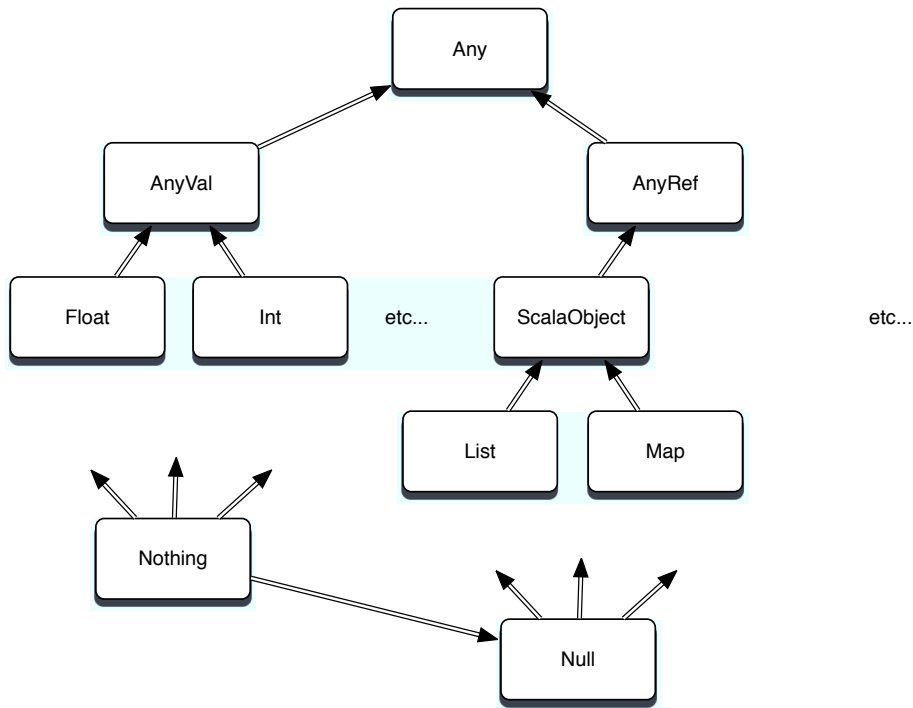 Any
AnyVal
AnyRef
Float
Int
etc...
ScalaObject
etc...
List
Map
Nothing
Null